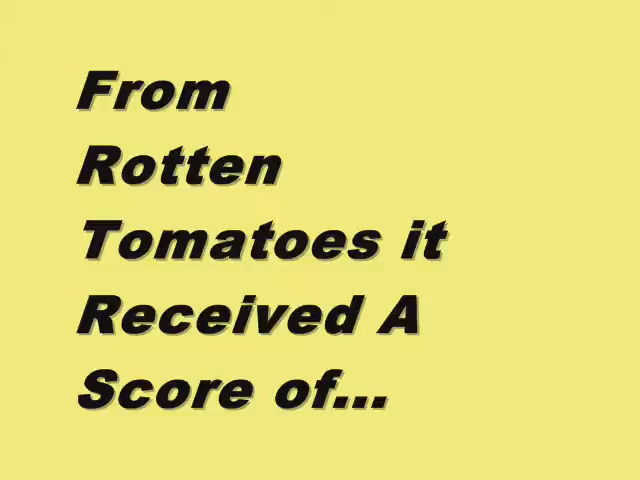 From
Rotten
Tomatoes it
Received A
Score of...